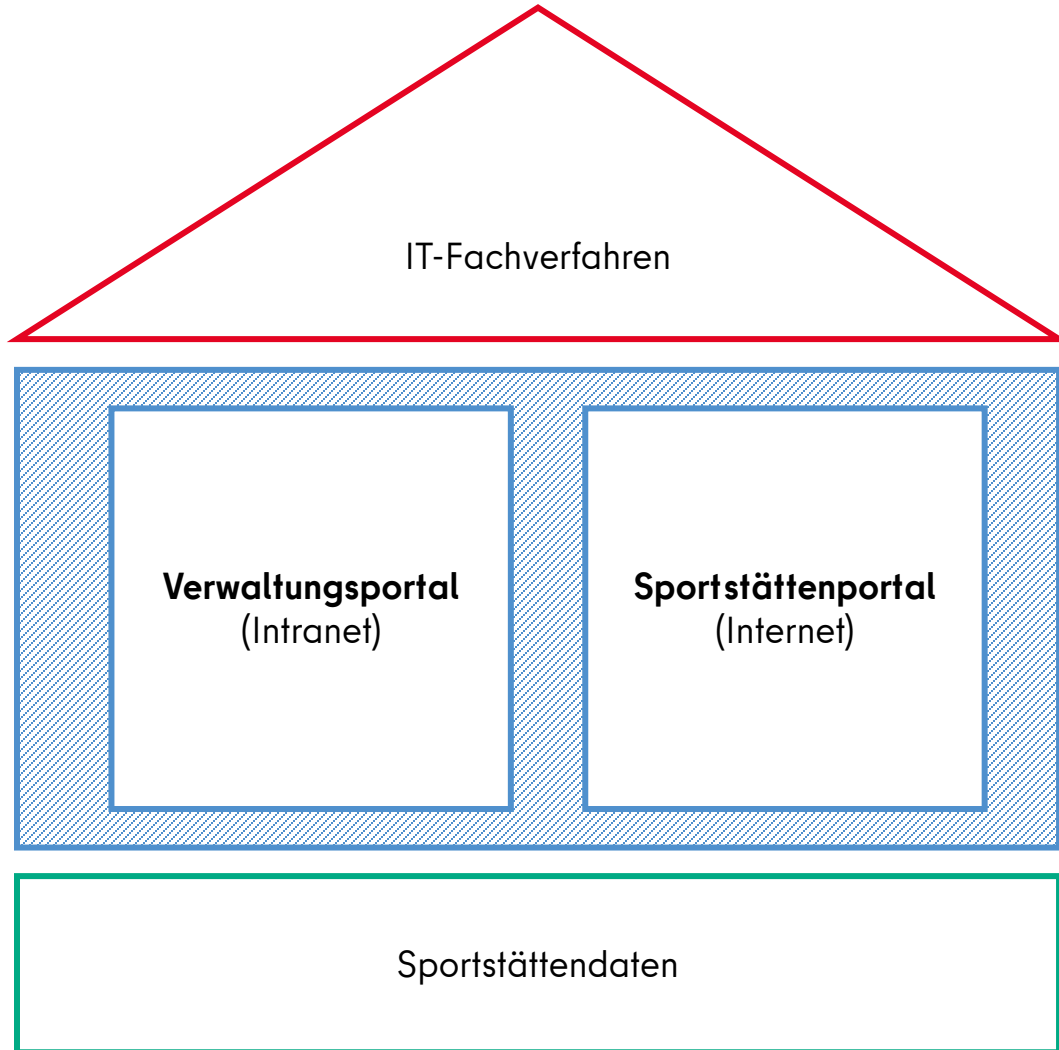 IT-Fachverfahren
Verwaltungsportal
(Intranet)
Sportstättenportal
(Internet)
Sportstättendaten